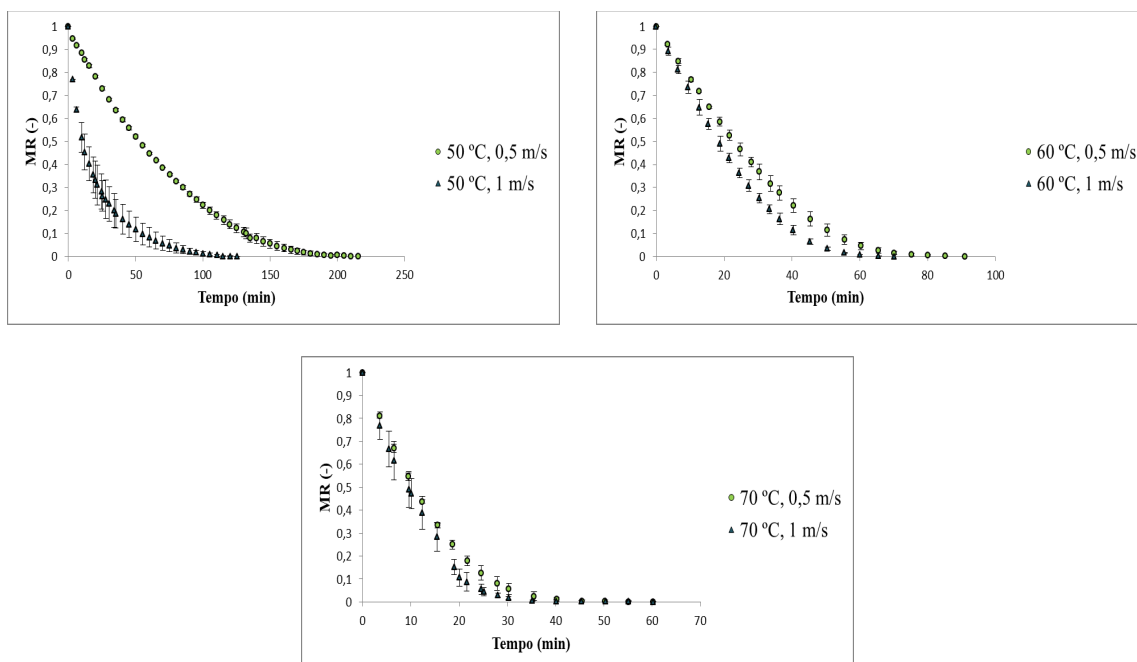 1
0,9
0,8
0,7
0,6
0,5
0,4
0,3
0,2
0,1
0
MR (-)
0 50 100 150 200 250
Tempo (min)
50 ºC, 0,5 m/s
50 ºC, 1 m/s
1
0,9
0,8
0,7
0,6
0,5
0,4
0,3
0,2
0,1
0
MR (-)
0 20 40 60 80 100
Tempo (min)
60 ºC, 0,5 m/s
60 ºC, 1 m/s
1
0,9
0,8
0,7
0,6
0,5
0,4
0,3
0,2
0,1
0
MR (-)
0 10 20 30 40 50 60 70
Tempo (min)
70 ºC, 0,5 m/s
70 ºC, 1 m/s